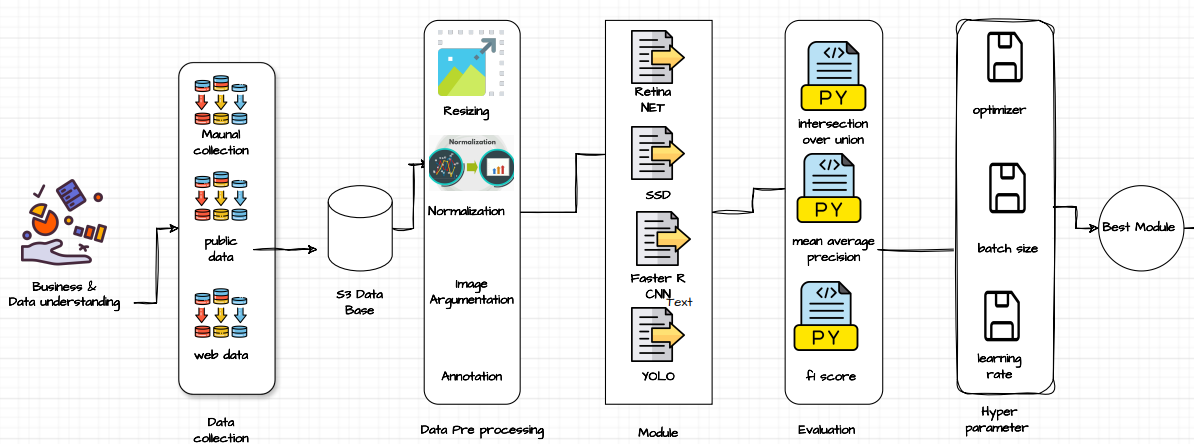 Business &
Data understanding
Maunal
collection
public
data
web data
Data
collection
S3 Data
Base
Resizing
Normalization
Normalization
Image
Argumentation
Annotation
Data Pre processing
Retina
NET
SSD
Faster R
CNN
Text
YOLO
Module
</>
PY
intersection
over union
</>
PY
mean average
precision
</>
PY
fi score
Evaluation
optimizer
batch size
learning
rate
Hyper
parameter
Best Module